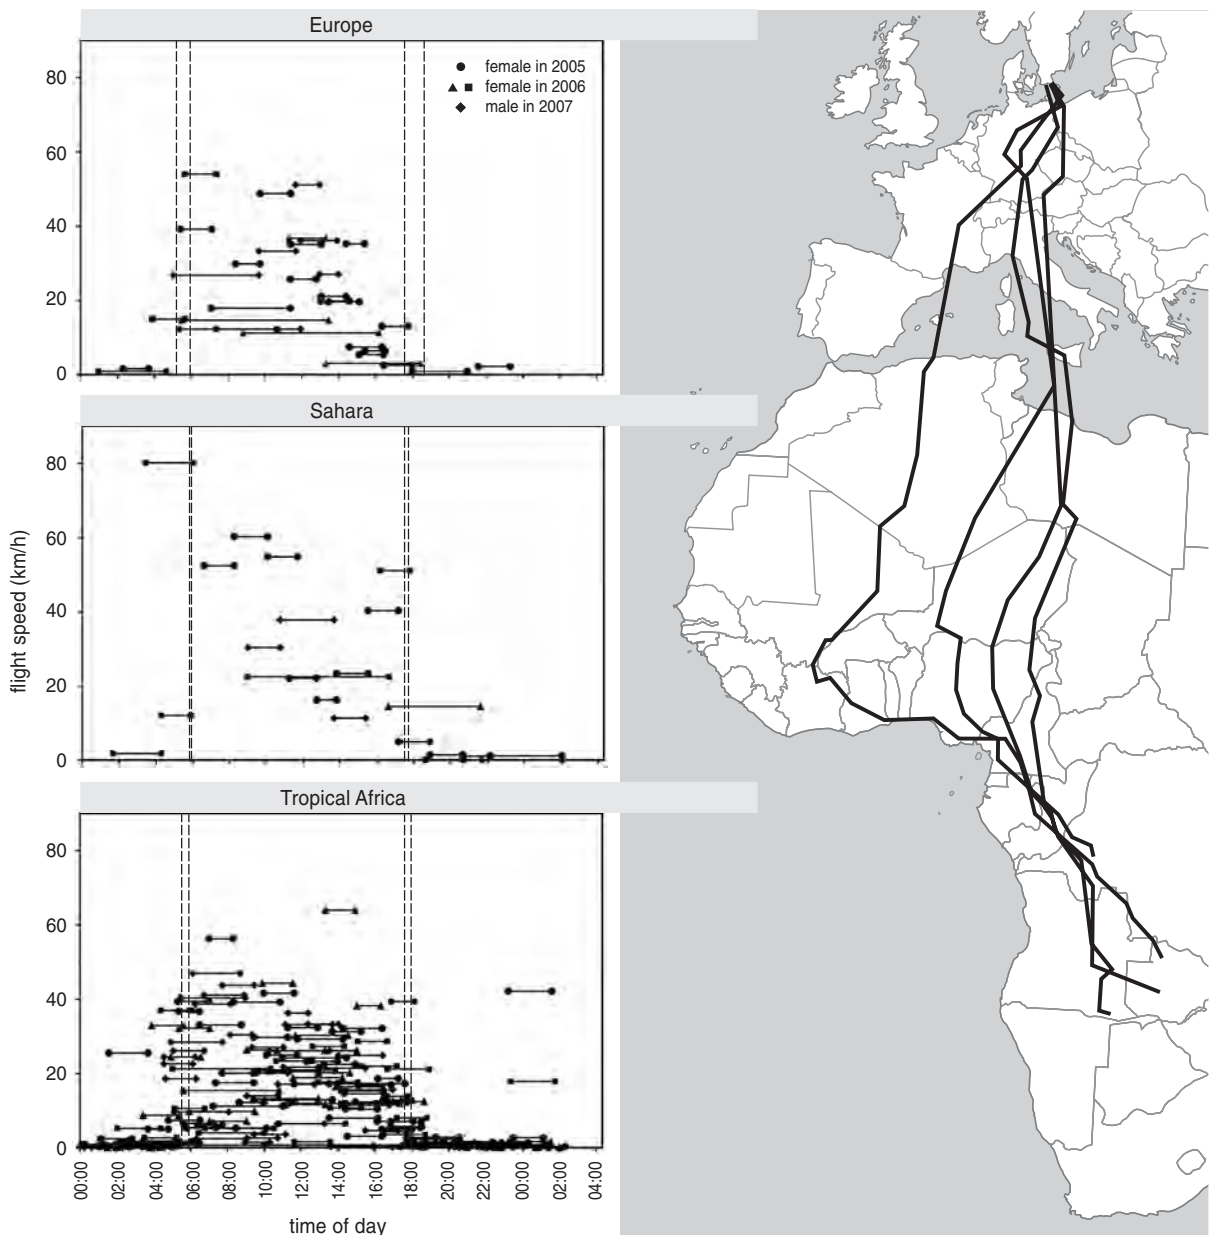 Europe
80
60
40
20
0
female in 2005
female in 2006
male in 2007
Sahara
80
60
40
20
0
flight speed (km/h)
Tropical Africa
80
60
40
20
0
00:00 02:00 04:00 06:00 08:00 10:00 12:00 14:00 16:00 18:00 20:00 22:00 00:00 02:00 04:00
time of day